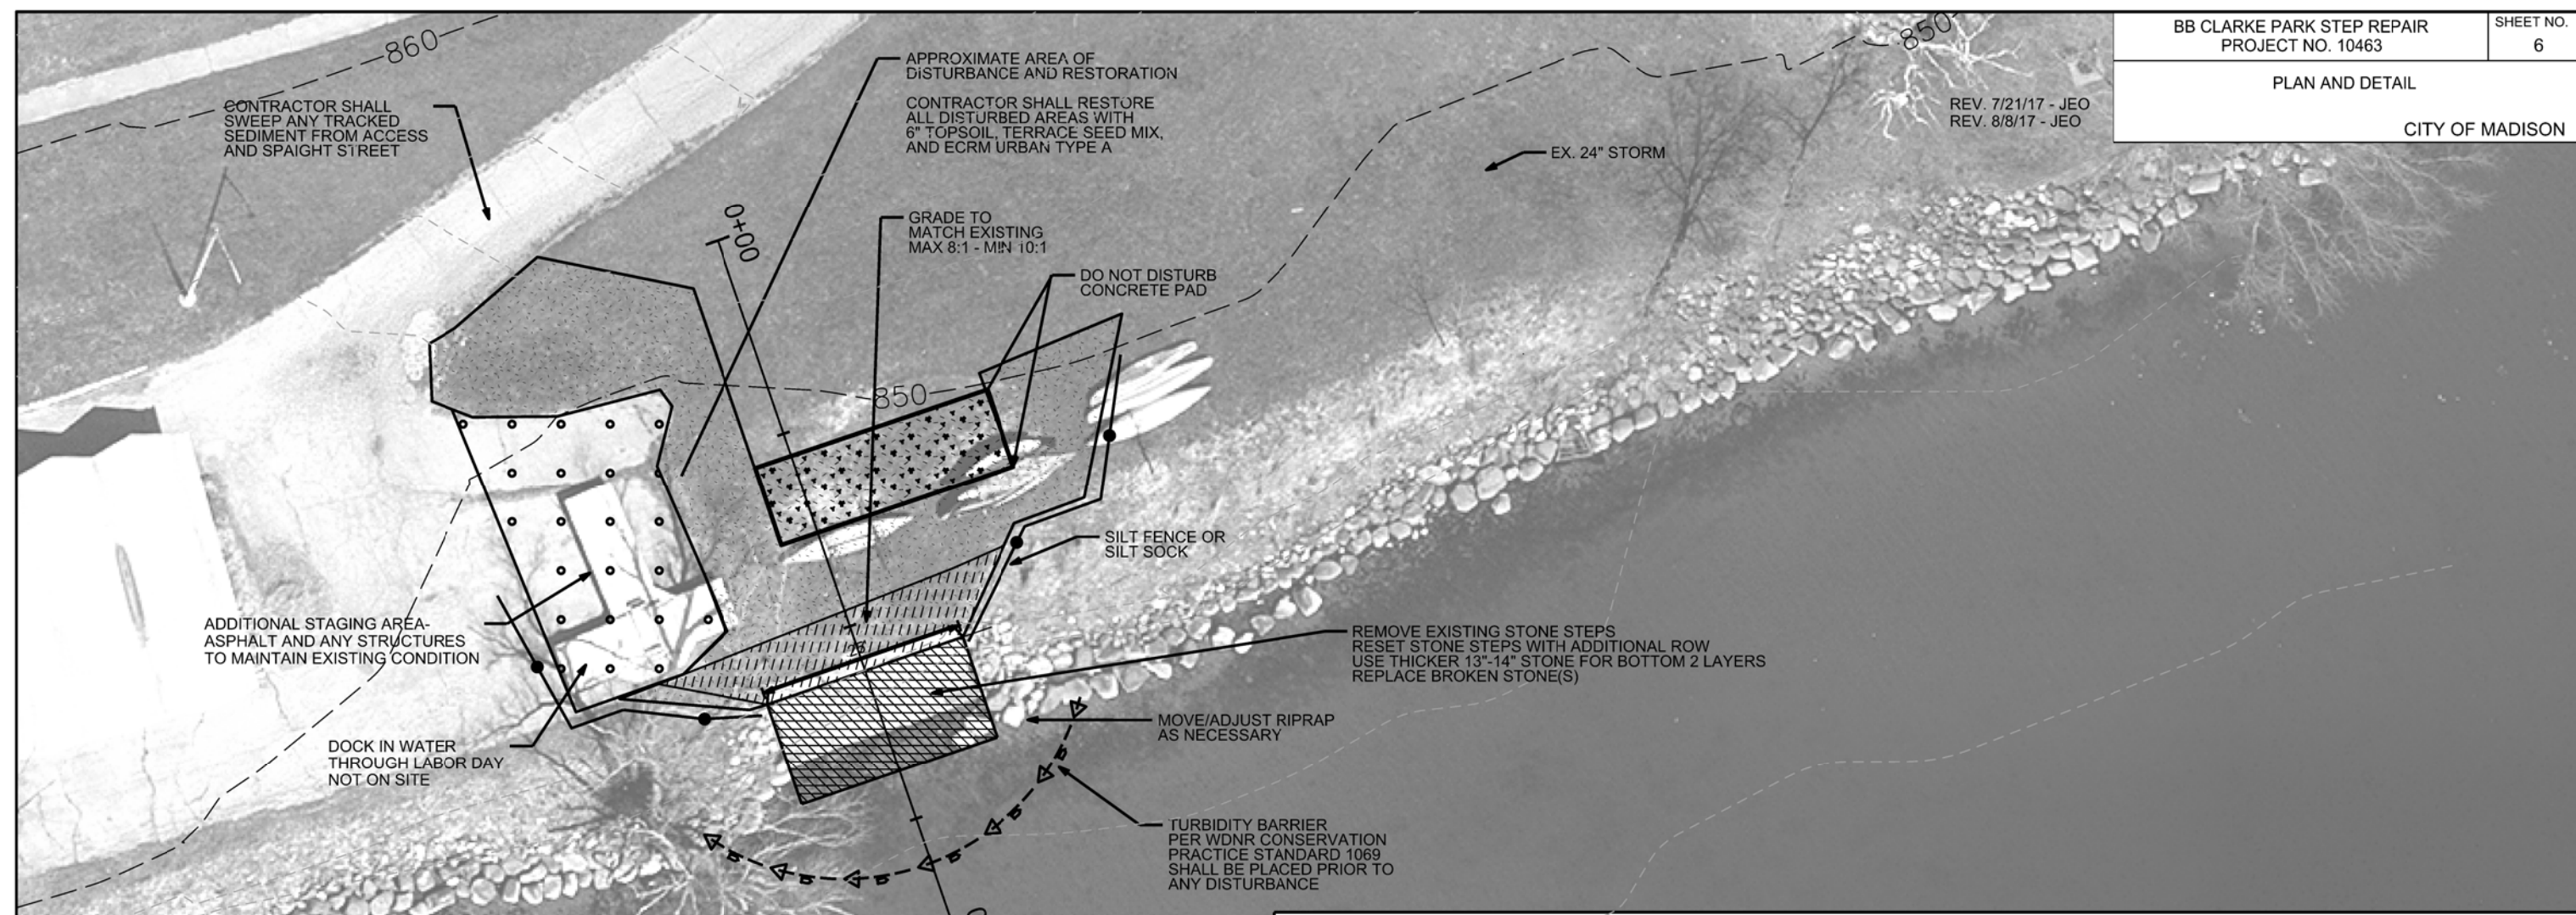 BB CLARKE PARK STEP REPAIR
PROJECT NO. 10463
SHEET NO.
6
PLAN AND DETAIL
CITY OF MADISON
REV. 7/21/17 - JEO
REV. 8/8/17 - JEO
860
850
CONTRACTOR SHALL
SWEEP ANY TRACKED
SEDIMENT FROM ACCESS
AND SPAIGHT STREET
APPROXIMATE AREA OF
DISTURBANCE AND RESTORATION
CONTRACTOR SHALL RESTORE
ALL DISTURBED AREAS WITH
6" TOPSOIL, TERRACE SEED MIX,
AND ECRM URBAN TYPE A
EX. 24" STORM
0+00
GRADE TO
MATCH EXISTING
MAX 8:1 - MIN 10:1
DO NOT DISTURB
CONCRETE PAD
850
SILT FENCE OR
SILT SOCK
ADDITIONAL STAGING AREA-
ASPHALT AND ANY STRUCTURES
TO MAINTAIN EXISTING CONDITION
REMOVE EXISTING STONE STEPS
RESET STONE STEPS WITH ADDITIONAL ROW
USE THICKER 13"-14" STONE FOR BOTTOM 2 LAYERS
REPLACE BROKEN STONE(S)
MOVE/ADJUST RIPRAP
AS NECESSARY
DOCK IN WATER
THROUGH LABOR DAY
NOT ON SITE
TURBIDITY BARRIER
PER WDNR CONSERVATION
PRACTICE STANDARD 1069
SHALL BE PLACED PRIOR TO
ANY DISTURBANCE